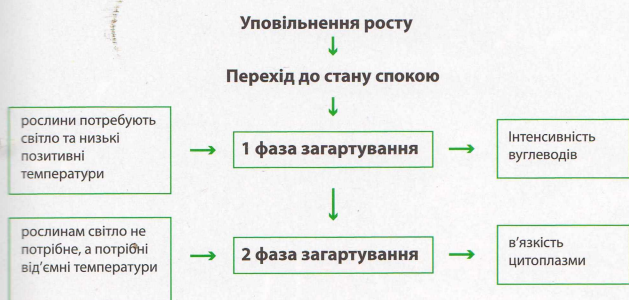 Уповільнення росту
Перехід до стану спокою
рослини потребують
світло та низькі
позитивні
температури
1 фаза загартування
Інтенсивність
вуглеводів
рослинам світло не
потрібне, а потрібні
від’ємні температури
2 фаза загартування
в’язкість
цитоплазми